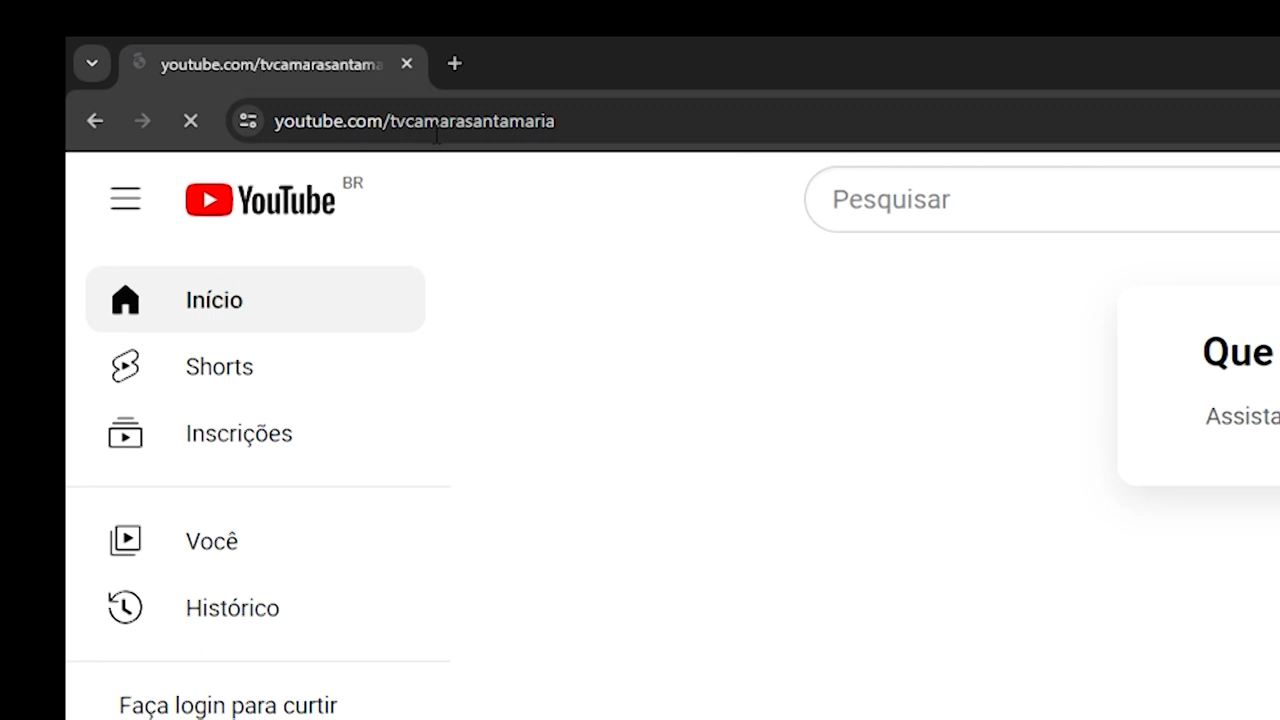 youtube.com/tvcamarasantama
youtube.com/tvcamarasantamaria
YouTube BR
Pesquisar
Início
Shorts
Inscrições
Que
Assista
Você
Histórico
Faça login para curtir